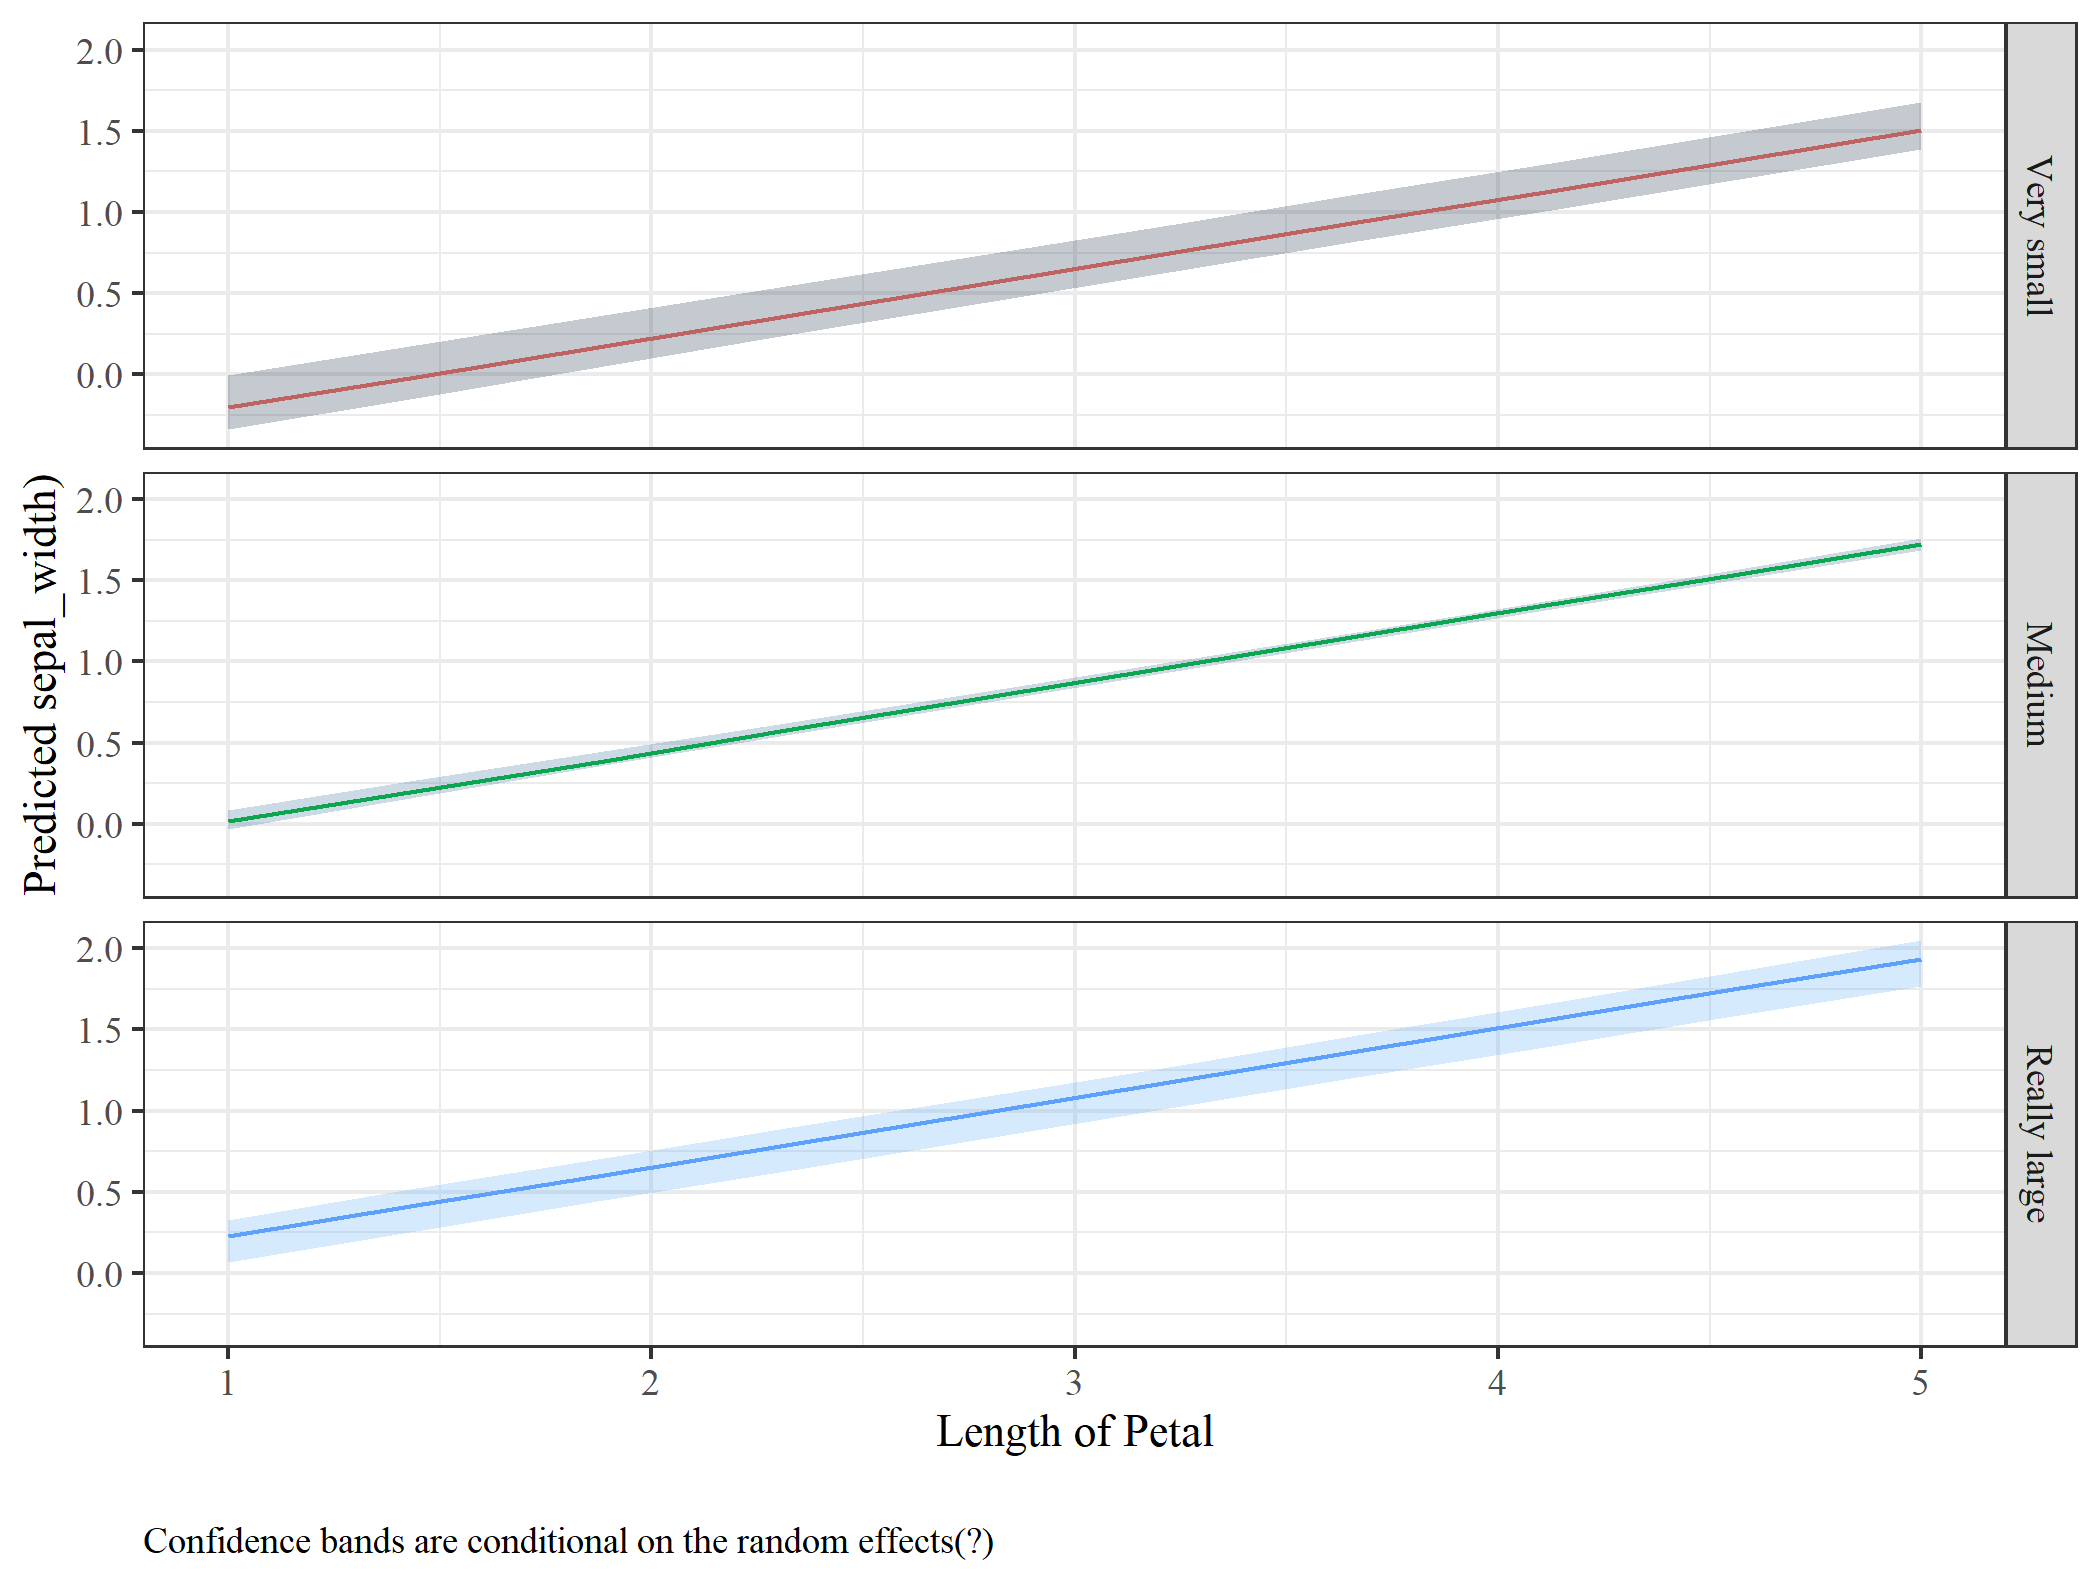 2.0
1.5
1.0
0.5
0.0
Very small
Predicted sepal_width)
2.0
1.5
1.0
0.5
0.0
Medium
2.0
1.5
1.0
0.5
0.0
Really large
1 2 3 4 5
Length of Petal
Confidence bands are conditional on the random effects(?)